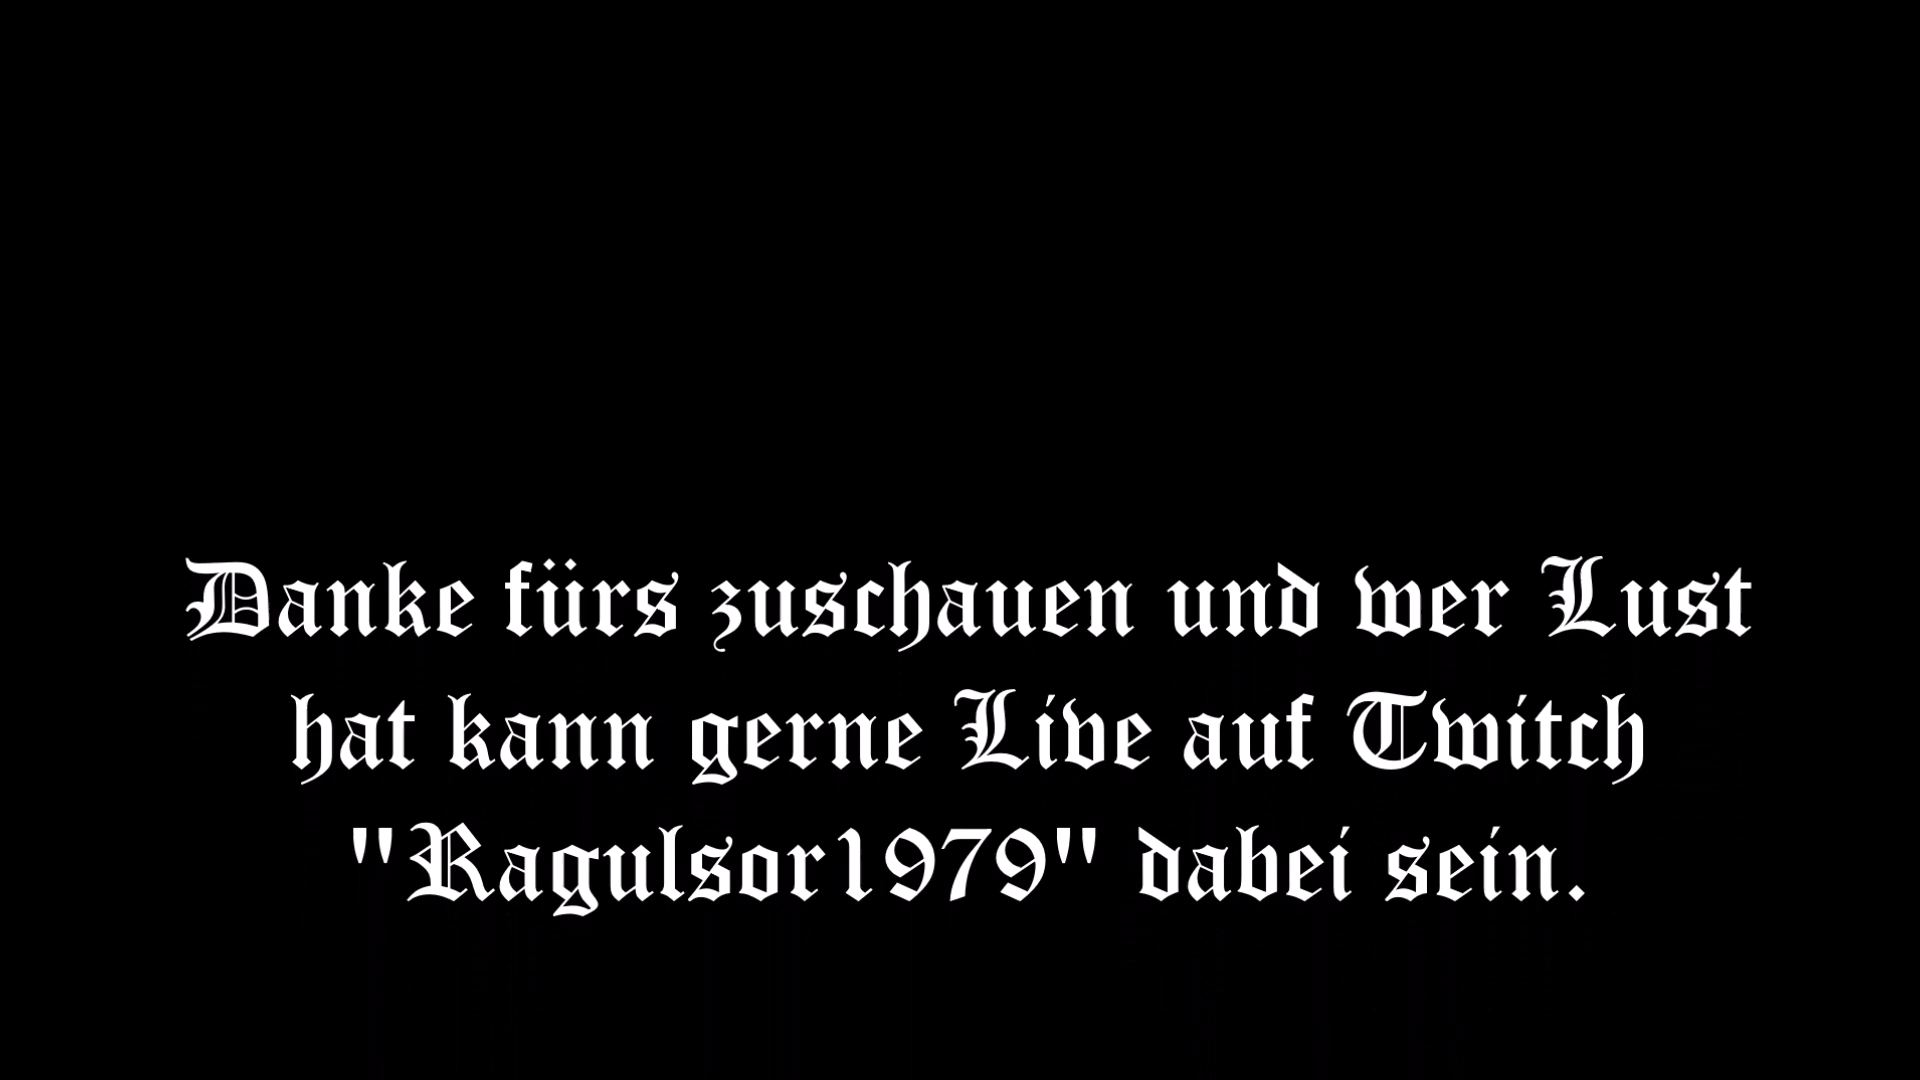 Danke fürs zuschauen und wer Lust
hat kann gerne Live auf Twitch
"Ragulsor1979" dabei sein.